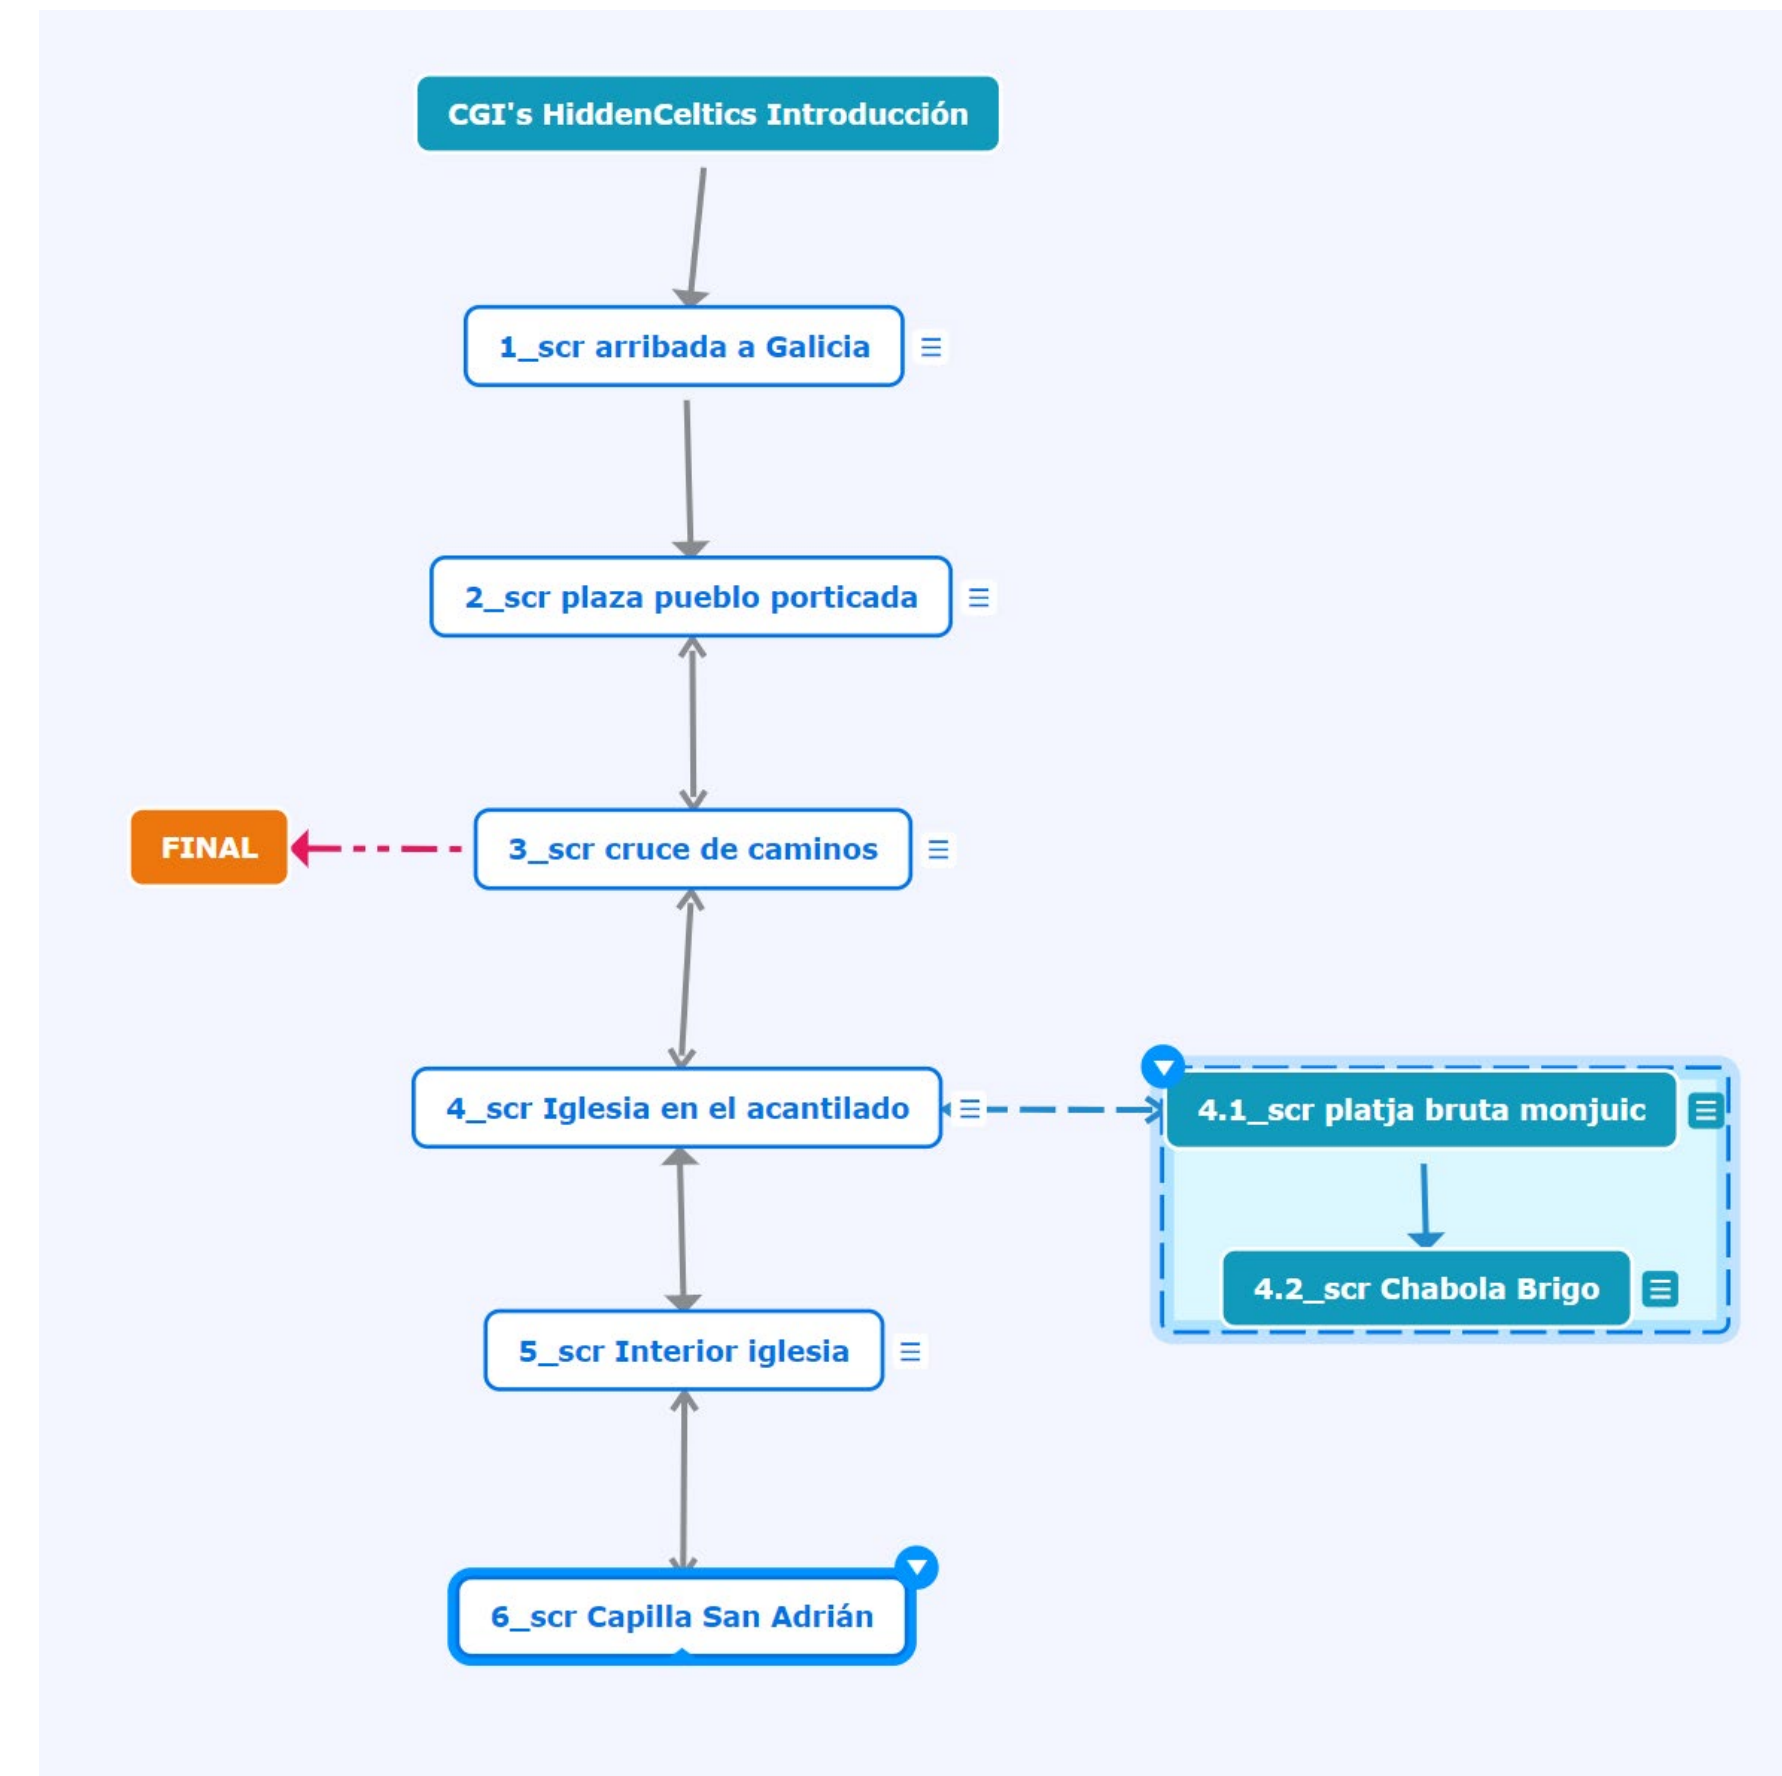 CGI's HiddenCeltics Introducción
1_scr arribada a Galicia
2_scr plaza pueblo porticada
FINAL
3_scr cruce de caminos
4_scr Iglesia en el acantilado
4.1_scr platja bruta monjuic
4.2_scr Chabola Brigo
5_scr Interior iglesia
6_scr Capilla San Adrián